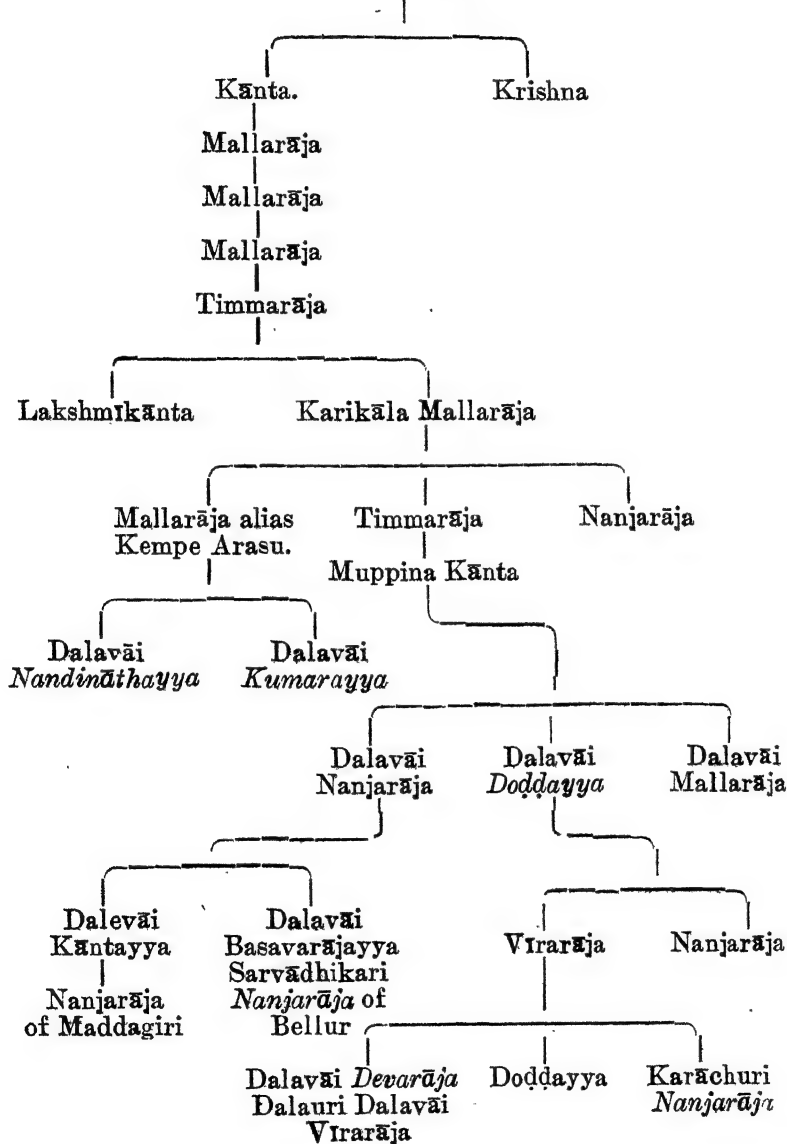 Kānta. Krishna
Mallarāja
Mallarāja
Mallarāja
Timmarāja
Lakshmīkānta Karikāla Mallarāja
Mallarāja alias Timmarāja Nanjarāja
Kempe Arasu.
Muppina Kānta
Dalavāi Dalavāi
Nandināthayya Kumarayya
Dalavāi Dalavāi Dalavāi
Nanjarāja Doḍḍayya Mallarāja
Dalevāi Dalavāi
Kāntayya Basavarājayya Vīrarāja Nanjarāja
Sarvādhikari
Nanjarāja Nanjarāja of
of Maddagiri Bellur
Dalavāi Devarāja Doḍḍayya Karāchuri
Dalauri Dalavāi Nanjarāja
Vīrarāja